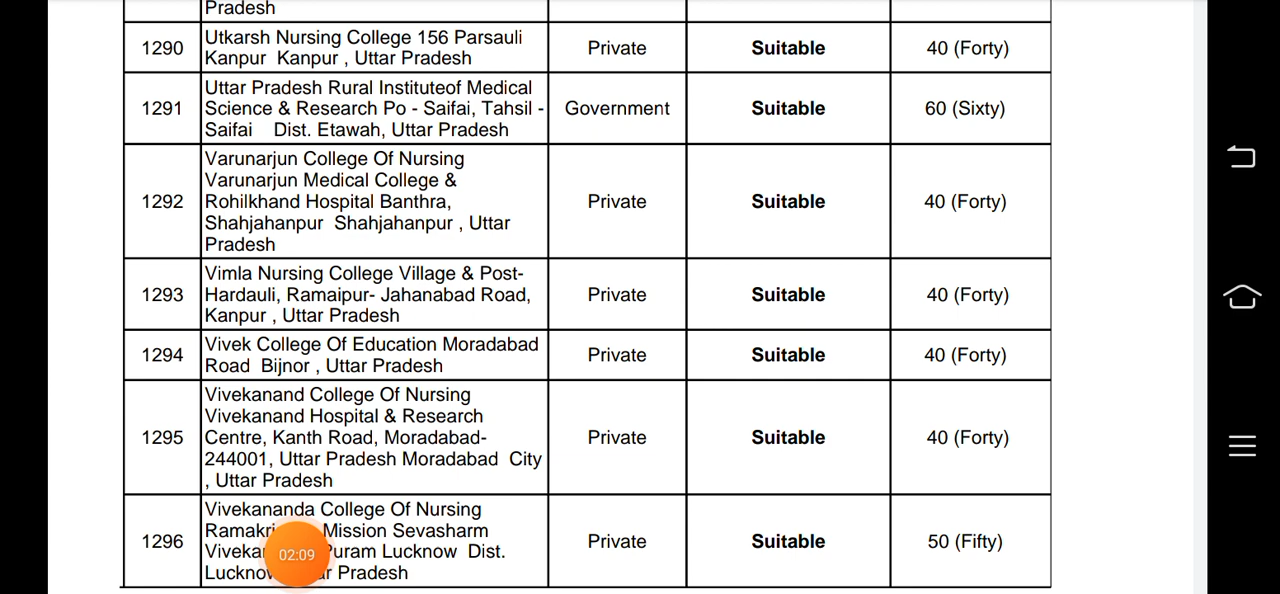 Pradesh
1290
Utkarsh Nursing College 156 Parsauli
Kanpur Kanpur , Uttar Pradesh
Private
Suitable
40 (Forty)
1291
Uttar Pradesh Rural Instituteof Medical
Science & Research Po - Saifai, Tahsil -
Saifai Dist. Etawah, Uttar Pradesh
Government
Suitable
60 (Sixty)
1292
Varunarjun College Of Nursing
Varunarjun Medical College &
Rohilkhand Hospital Banthra,
Shahjahanpur Shahjahanpur , Uttar
Pradesh
Private
Suitable
40 (Forty)
1293
Vimla Nursing College Village & Post-
Hardauli, Ramaipur- Jahanabad Road,
Kanpur , Uttar Pradesh
Private
Suitable
40 (Forty)
1294
Vivek College Of Education Moradabad
Road Bijnor , Uttar Pradesh
Private
Suitable
40 (Forty)
1295
Vivekanand College Of Nursing
Vivekanand Hospital & Research
Centre, Kanth Road, Moradabad-
244001, Uttar Pradesh Moradabad City
, Uttar Pradesh
Private
Suitable
40 (Forty)
1296
Vivekananda College Of Nursing
Mission Sevasharm
Puram Lucknow Dist.
Pradesh
Private
Suitable
50 (Fifty)
02:09